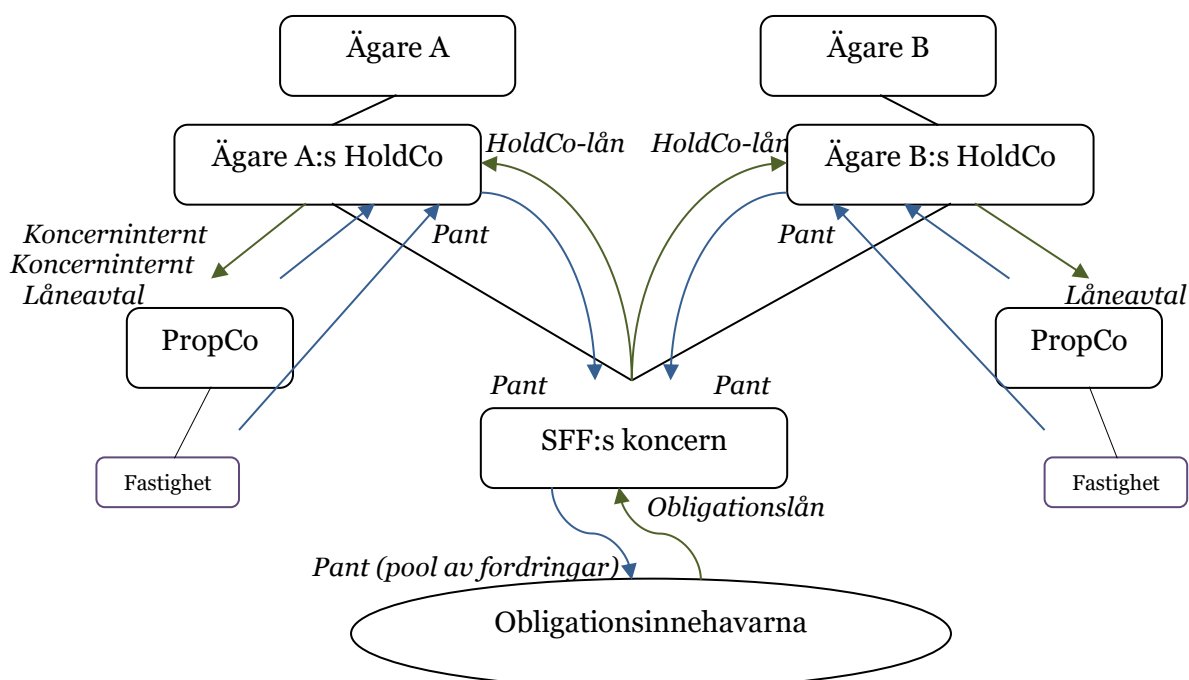 Ägare A
Ägare B
Ägare A:s HoldCo
HoldCo-lån
HoldCo-lån
Ägare B:s HoldCo
Koncerninternt
Pant
Pant
Koncerninternt
Låneavtal
Låneavtal
PropCo
PropCo
Pant
Pant
SFF:s koncern
Fastighet
Fastighet
Obligationslån
Pant (pool av fordringar)
Obligationsinnehavarna